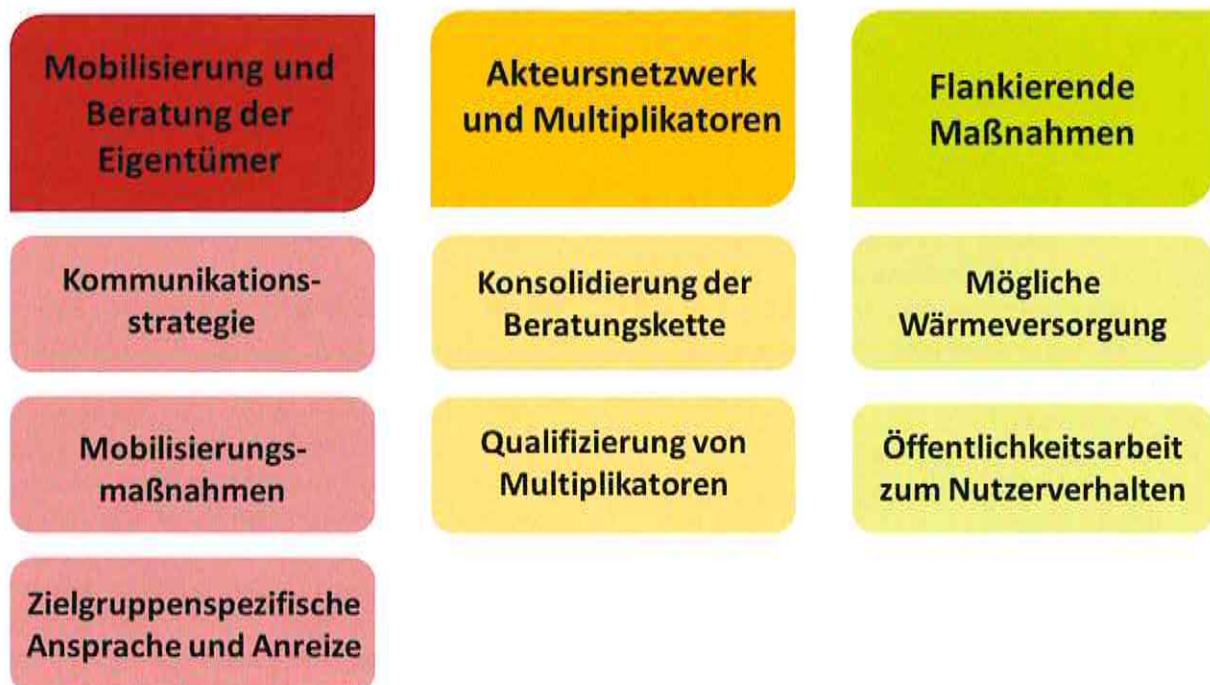 Mobilisierung und
Beratung der
Eigentümer
Kommunikations-
strategie
Mobilisierungs-
maßnahmen
Zielgruppenspezifische
Ansprache und Anreize
Akteursnetzwerk
und Multiplikatoren
Konsolidierung der
Beratungskette
Qualifizierung von
Multiplikatoren
Flankierende
Maßnahmen
Mögliche
Wärmeversorgung
Öffentlichkeitsarbeit
zum Nutzerverhalten